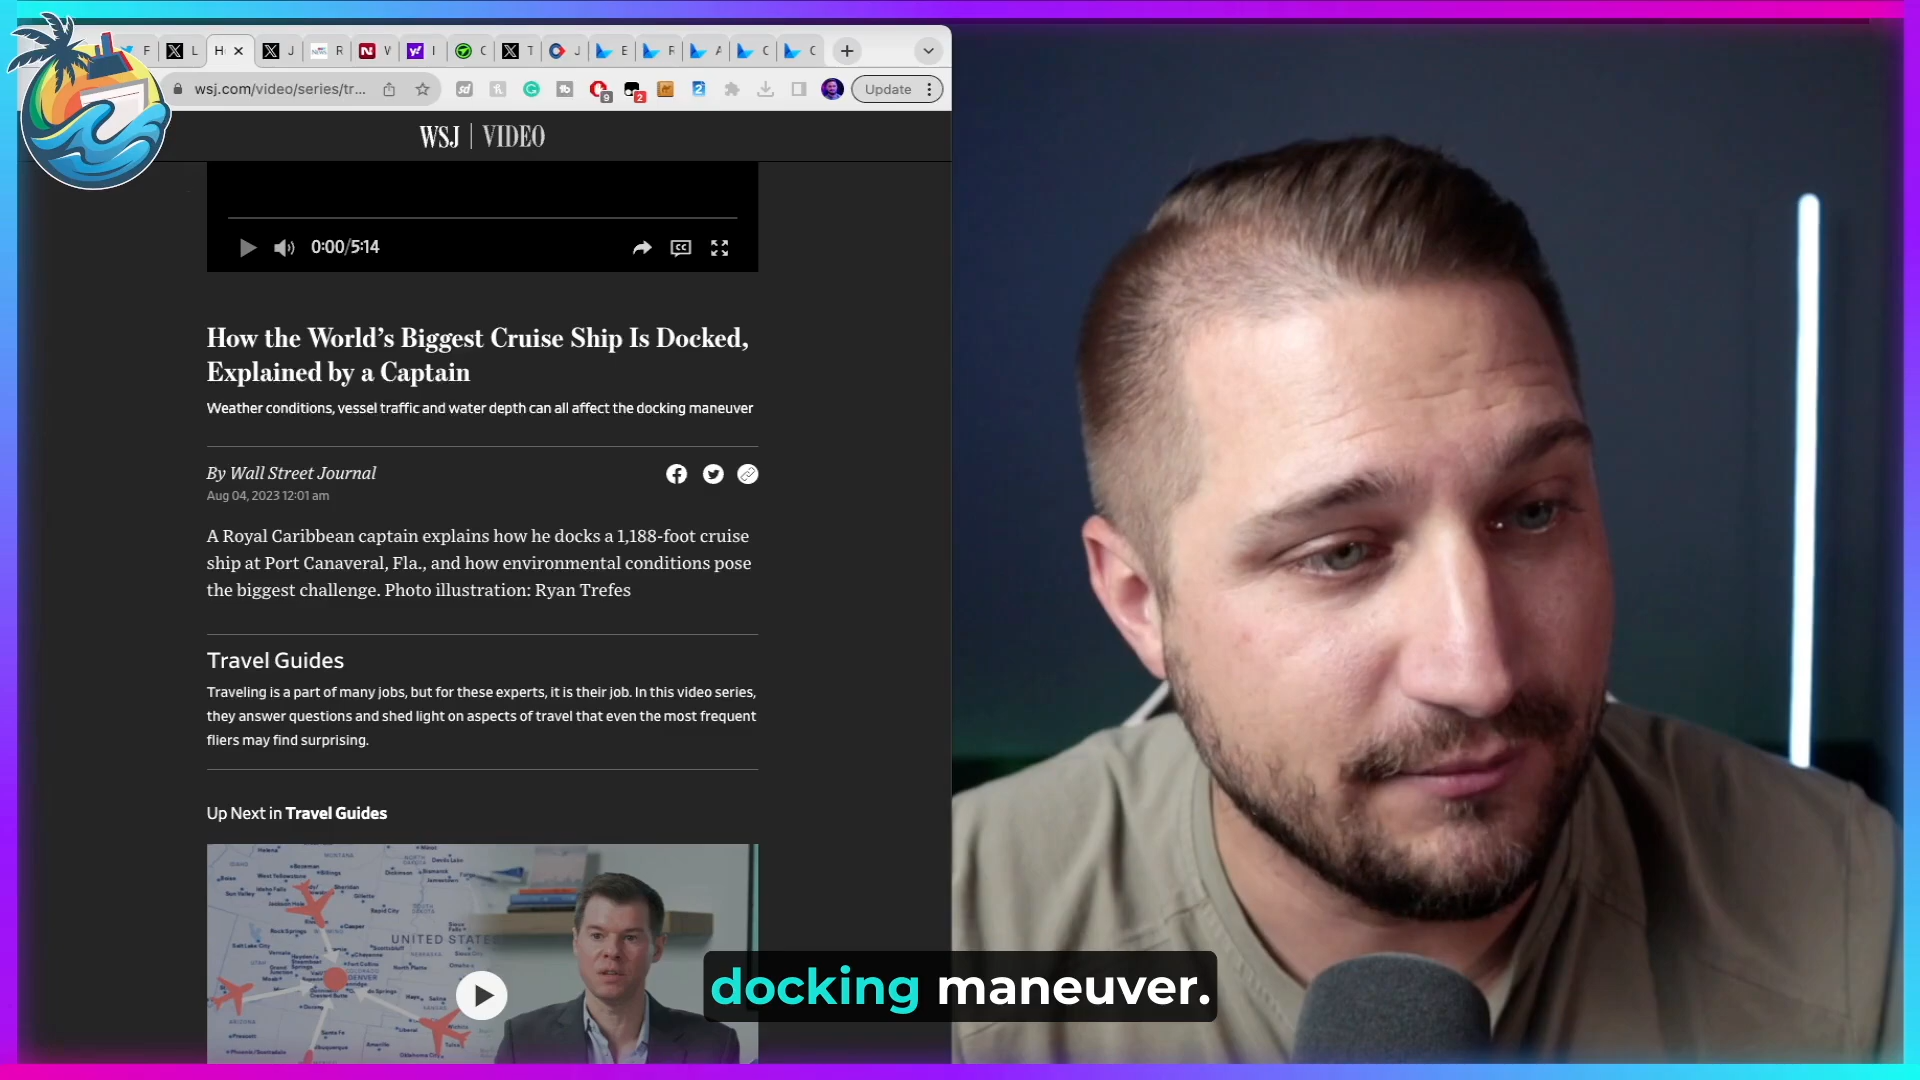 wsj.com/video/series/tr...
Update
WSJ | VIDEO
0:00/5:14
How the World's Biggest Cruise Ship Is Docked,
Explained by a Captain
Weather conditions, vessel traffic and water depth can all affect the docking maneuver
By Wall Street Journal
Aug 04, 2023 12:01 am
A Royal Caribbean captain explains how he docks a 1,188-foot cruise
ship at Port Canaveral, Fla., and how environmental conditions pose
the biggest challenge. Photo illustration: Ryan Trefes
Travel Guides
Traveling is a part of many jobs, but for these experts, it is their job. In this video series,
they answer questions and shed light on aspects of travel that even the most frequent
fliers may find surprising.
Up Next in Travel Guides
UNITED STATES
docking maneuver.